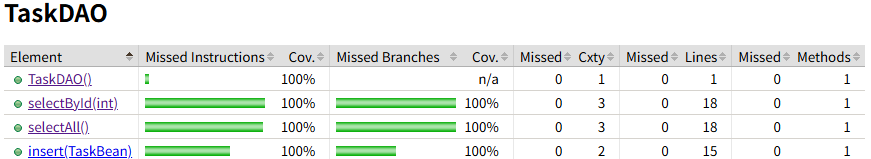 TaskDAO
Element Missed Instructions Cov. Missed Branches Cov. Missed Cxty Missed Lines Missed Methods
TaskDAO() 100% n/a 0 1 0 1 0 1
selectById(int) 100% 100% 0 3 0 18 0 1
selectAll() 100% 100% 0 3 0 18 0 1
insert(TaskBean) 100% 100% 0 2 0 15 0 1